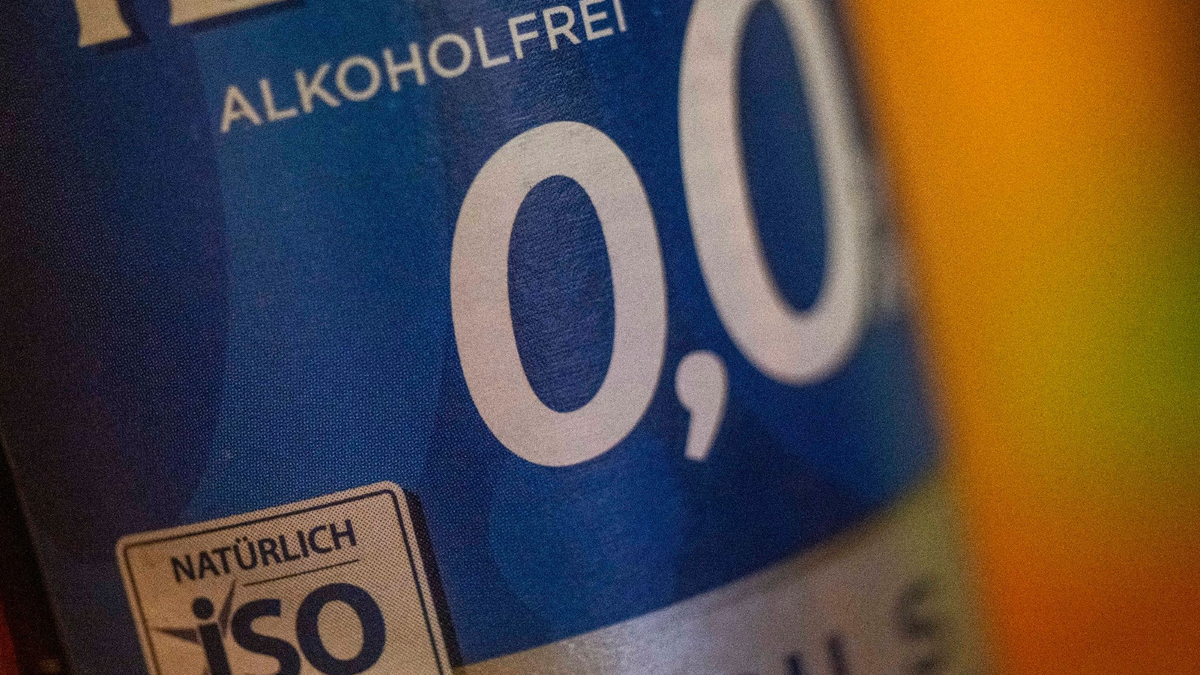 ALKOHOLFREI
0,0
NATÜRLICH
iSO